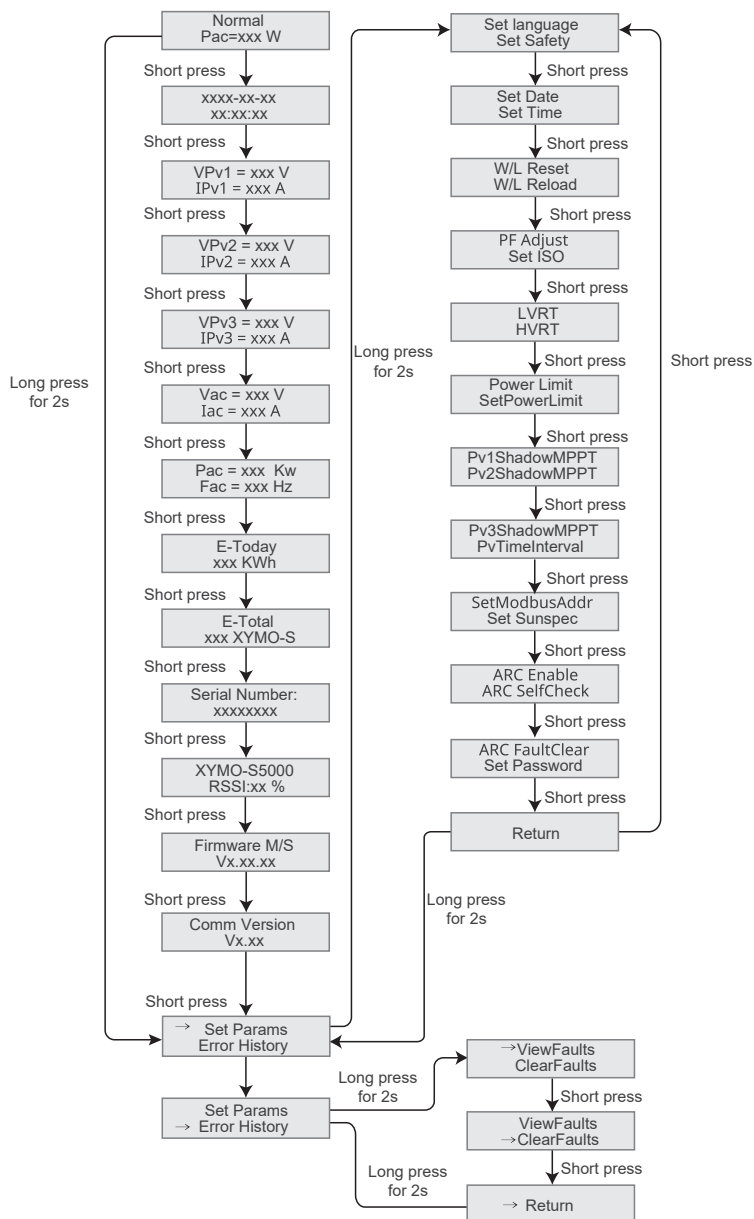 Normal
Pac=xxx W
Short press
xxxx-xx-xx
xx:xx:xx
Short press
VPv1 = xxx V
IPv1 = xxx A
Short press
VPv2 = xxx V
IPv2 = xxx A
Short press
VPv3 = xxx V
IPv3 = xxx A
Short press
Vac = xxx V
Iac = xxx A
Short press
Pac = xxx Kw
Fac = xxx Hz
Short press
E-Today
xxx KWh
Short press
E-Total
xxx XYMO-S
Short press
Serial Number:
xxxxxxxx
Short press
XYMO-S5000
RSSI:xx %
Short press
Firmware M/S
Vx.xx.xx
Short press
Comm Version
Vx.xx
Short press
→ Set Params
Error History
Set Params
→ Error History
Long press
for 2s
Long press
for 2s
Set language
Set Safety
Short press
Set Date
Set Time
Short press
W/L Reset
W/L Reload
Short press
PF Adjust
Set ISO
Short press
LVRT
HVRT
Short press
Power Limit
SetPowerLimit
Short press
Pv1ShadowMPPT
Pv2ShadowMPPT
Short press
Pv3ShadowMPPT
PvTimeInterval
Short press
SetModbusAddr
Set Sunspec
Short press
ARC Enable
ARC SelfCheck
Short press
ARC FaultClear
Set Password
Short press
Return
Short press
Long press
for 2s
Long press
for 2s
→ViewFaults
ClearFaults
Short press
ViewFaults
→ClearFaults
Short press
→ Return
Long press
for 2s